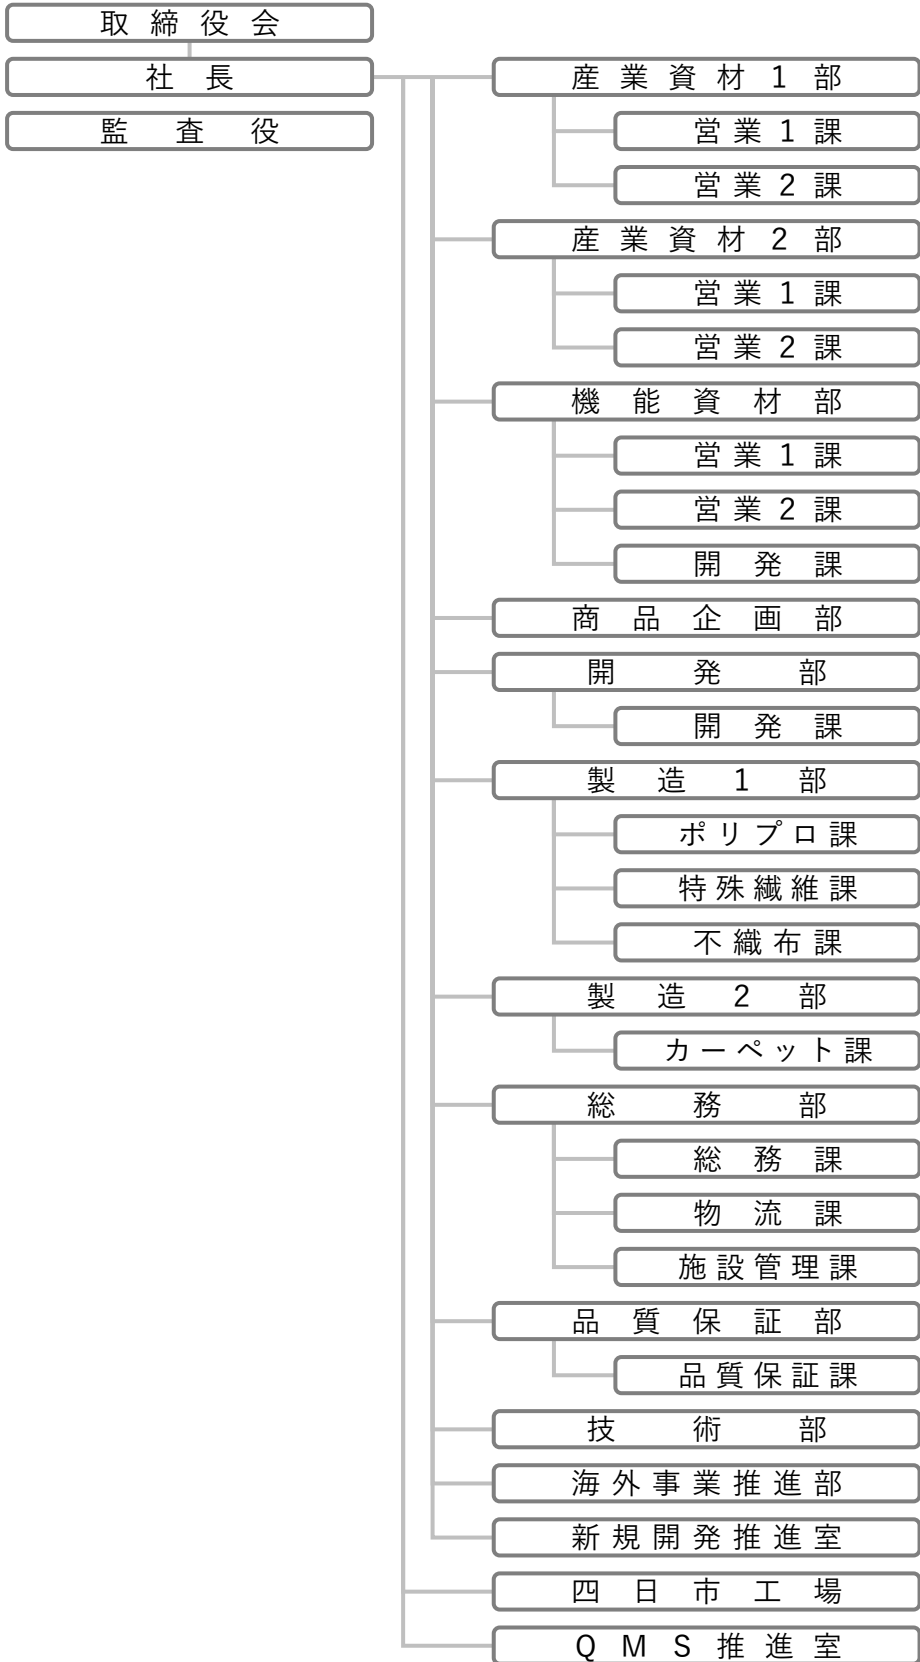 取締役会
社長
監査役
産業資材1部
営業1課
営業2課
産業資材2部
営業1課
営業2課
機能資材部
営業1課
営業2課
開発課
商品企画部
開発部
開発課
製造1部
ポリプロ課
特殊繊維課
不織布課
製造2部
カーペット課
総務部
総務課
物流課
施設管理課
品質保証部
品質保証課
技術部
海外事業推進部
新規開発推進室
四日市工場
QMS推進室